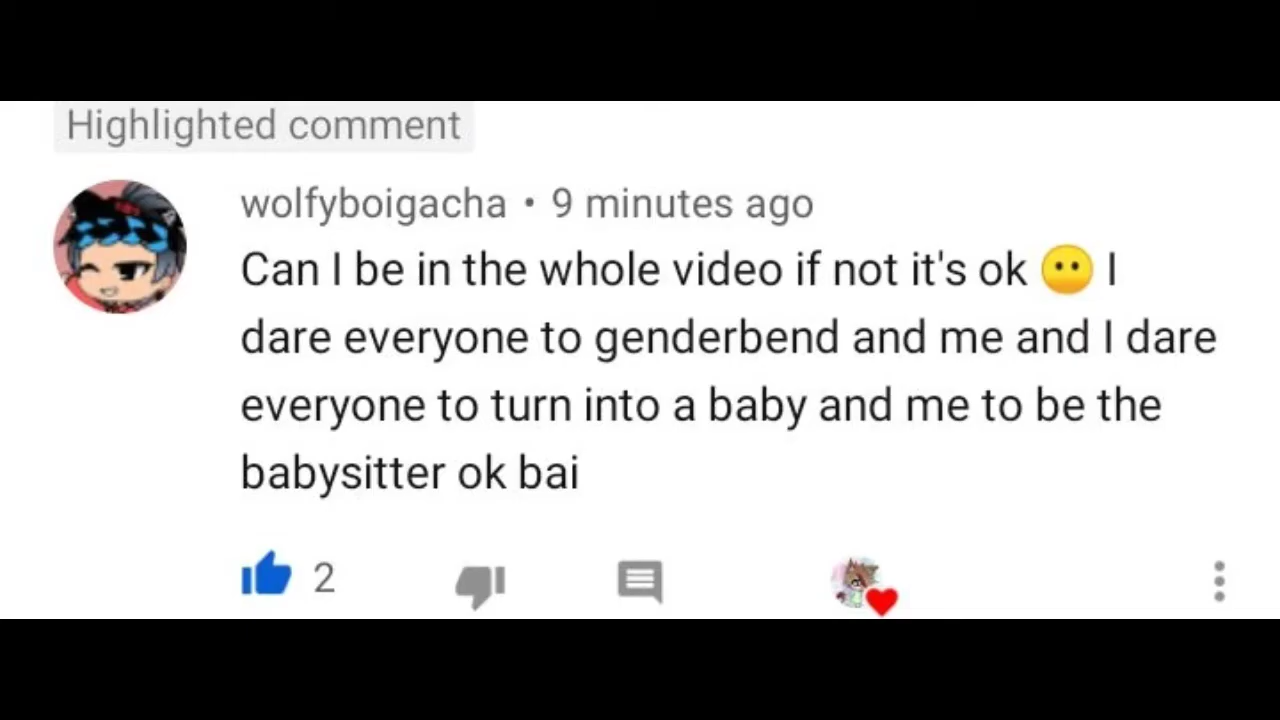 Highlighted comment
wolfyboigacha • 9 minutes ago
Can I be in the whole video if not it's ok 😶 I
dare everyone to genderbend and me and I dare
everyone to turn into a baby and me to be the
babysitter ok bai
2